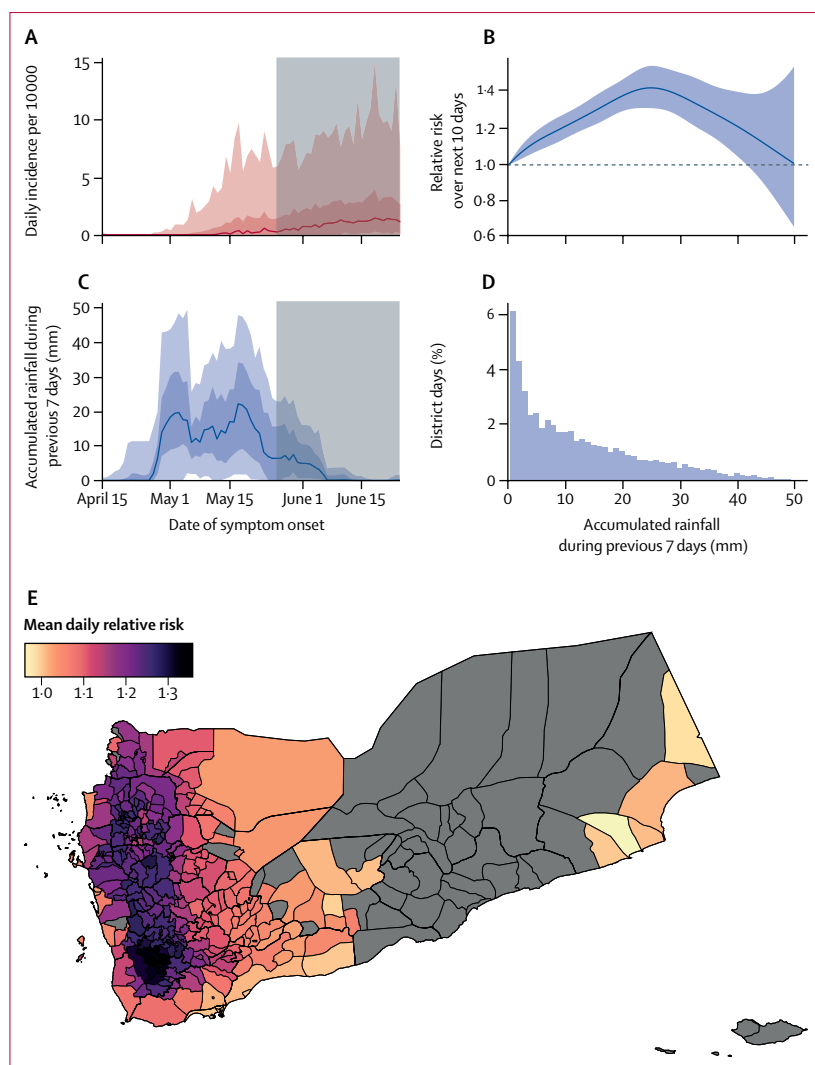 A
Daily incidence per 10 000
15
10
5
0
B
Relative risk
over next 10 days
1·4
1·2
1·0
0·8
0·6
C
Accumulated rainfall during
previous 7 days (mm)
50
40
30
20
10
0
April 15
May 1
May 15
June 1
June 15
Date of symptom onset
D
District days (%)
6
4
2
0
0
10
20
30
40
50
Accumulated rainfall
during previous 7 days (mm)
E
Mean daily relative risk
1·0
1·1
1·2
1·3